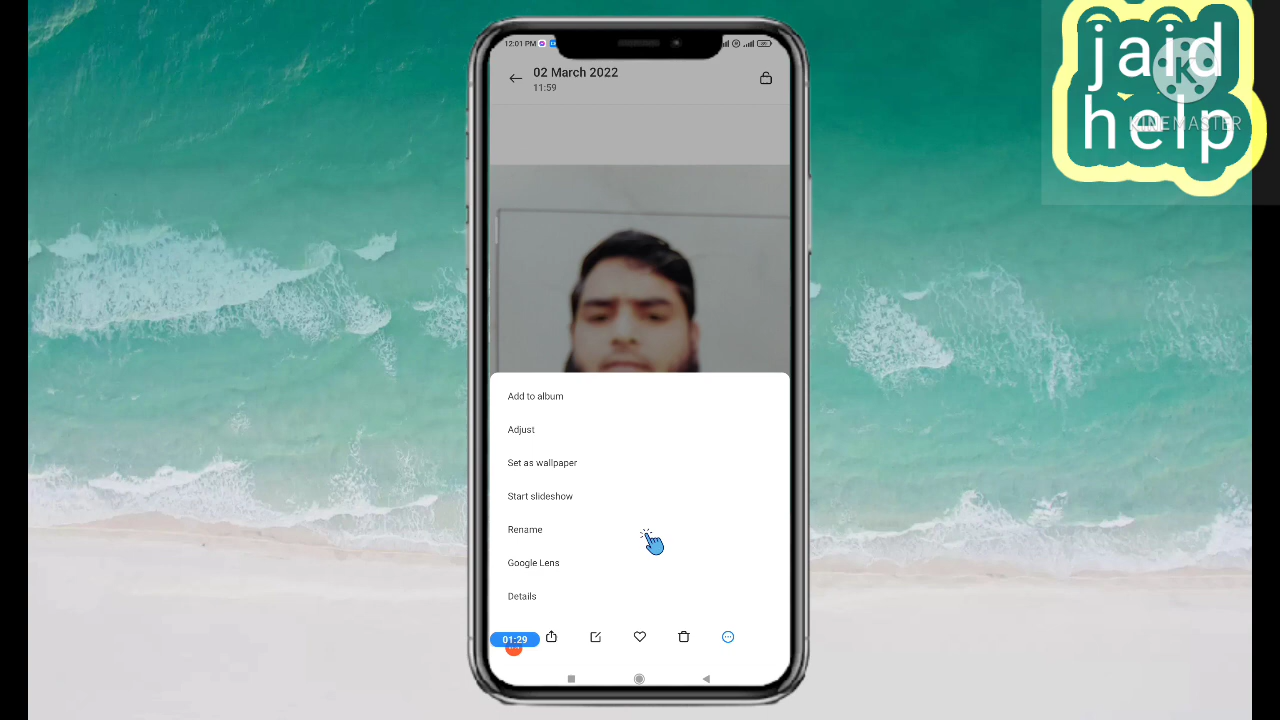 jaid
help
K
KINEMASTER
12:01 PM
02 March 2022
11:59
Add to album
Adjust
Set as wallpaper
Start slideshow
Rename
Google Lens
Details
01:29